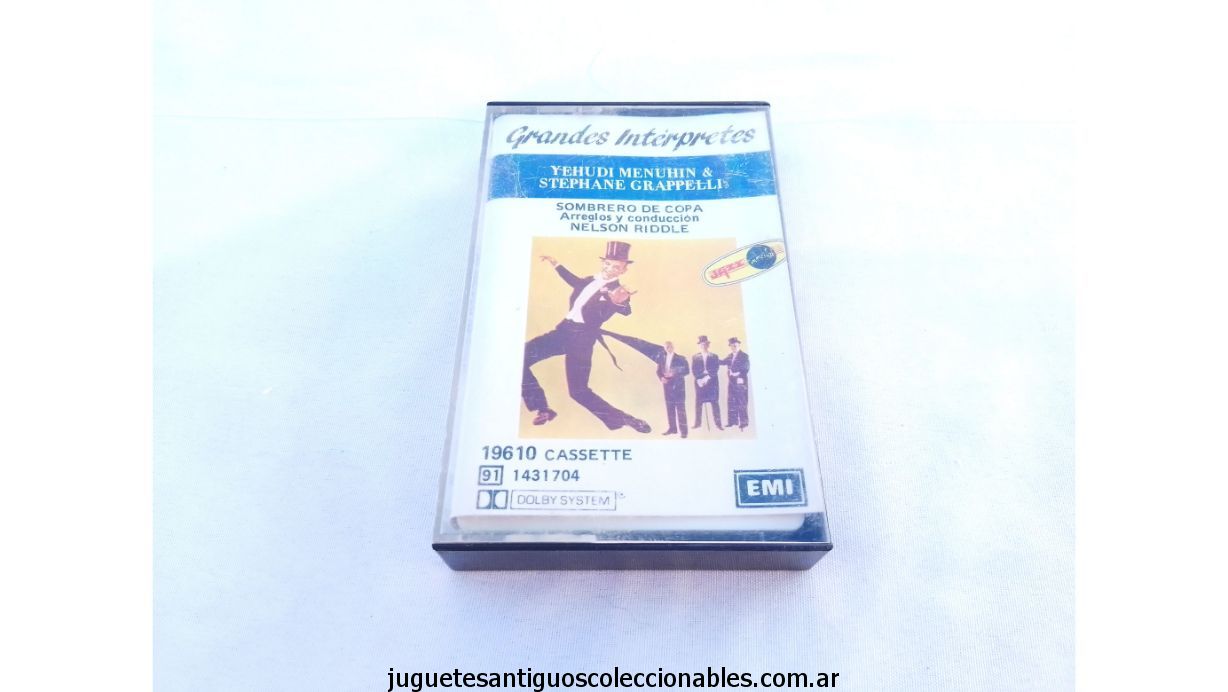 Grandes Intérpretes
YEHUDI MENUHIN &
STEPHANE GRAPPELLI
SOMBRERO DE COPA
Arreglos y conducción
NELSON RIDDLE
JAZZ
19610 CASSETTE
91 1431704
DOLBY SYSTEM
EMI
juguetesantiguoscoleccionables.com.ar